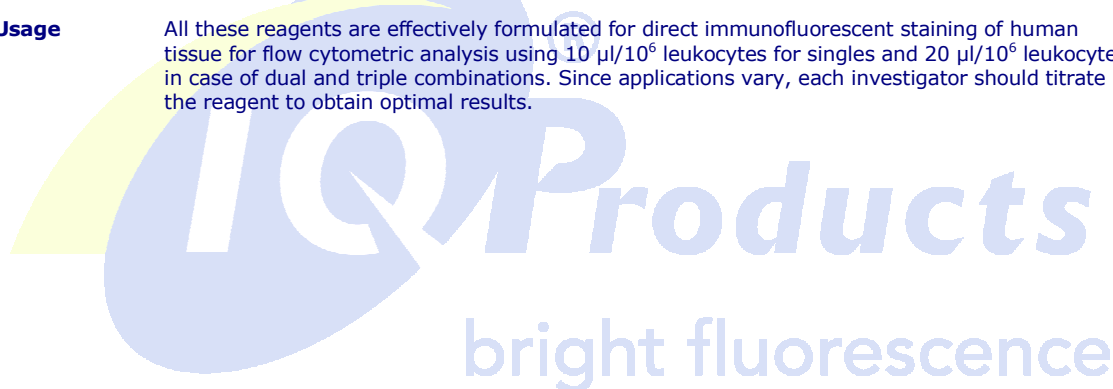 Usage All these reagents are effectively formulated for direct immunofluorescent staining of human
tissue for flow cytometric analysis using 10 µl/10⁶ leukocytes for singles and 20 µl/10⁶ leukocyte
in case of dual and triple combinations. Since applications vary, each investigator should titrate
the reagent to obtain optimal results.
®
IQ Products
bright fluorescence